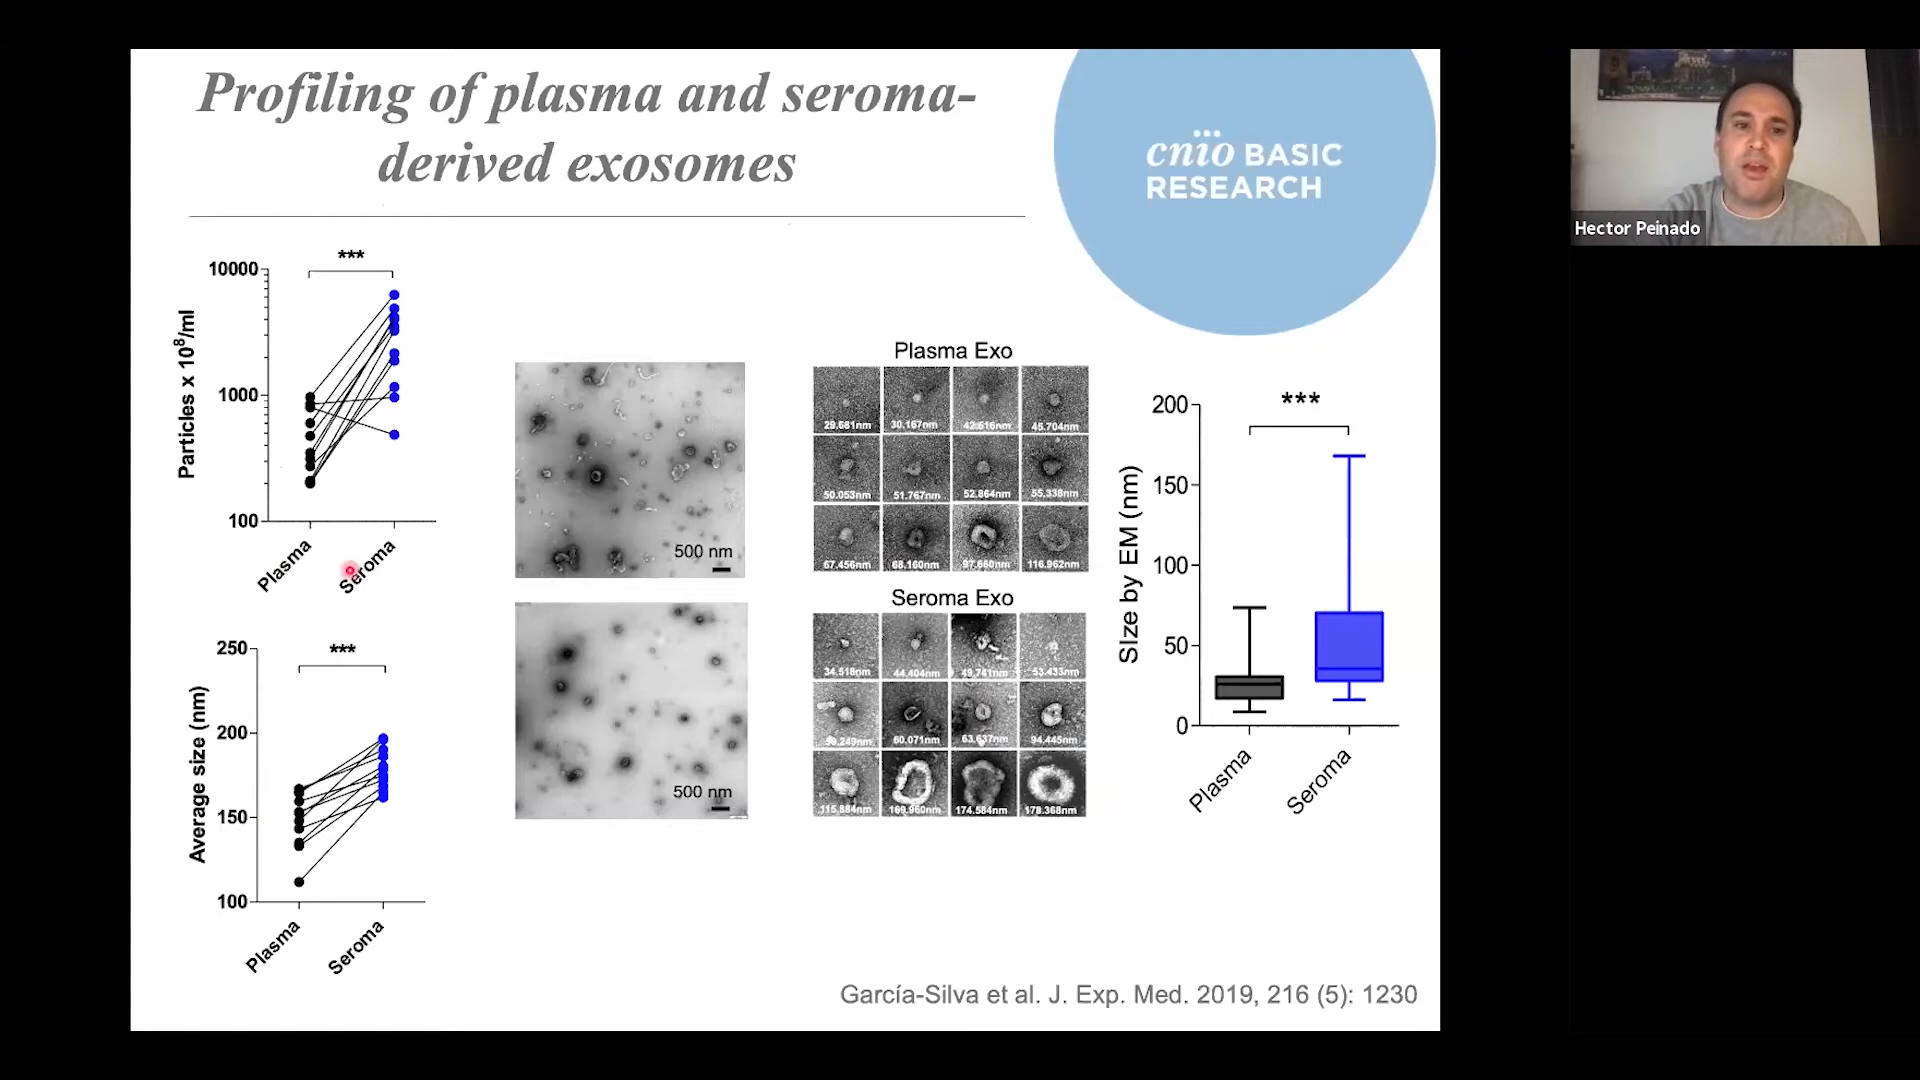 Profiling of plasma and seroma-
derived exosomes
cnio BASIC
RESEARCH
Hector Peinado
***
10000
1000
100
Particles x 10⁸/ml
Plasma
Seroma
***
250
200
150
100
Average size (nm)
Plasma
Seroma
500 nm
500 nm
Plasma Exo
29.681nm 30.167nm 42.616nm 45.704nm
50.053nm 51.767nm 52.864nm 55.338nm
67.456nm 68.160nm 97.660nm 116.962nm
Seroma Exo
34.518nm 44.404nm 49.741nm 53.433nm
60.071nm 63.637nm 94.445nm
115.884nm 169.960nm 174.584nm 178.368nm
***
200
150
100
50
0
SIze by EM (nm)
Plasma
Seroma
García-Silva et al. J. Exp. Med. 2019, 216 (5): 1230